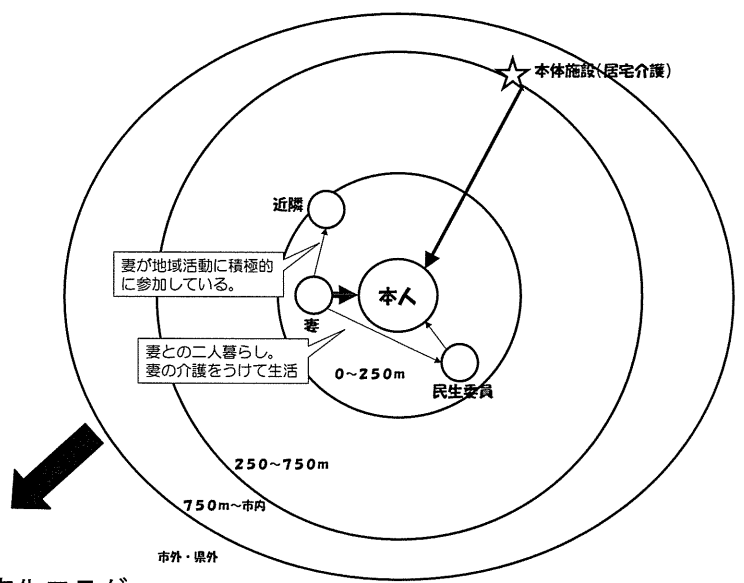 本体施設(居宅介護)
近隣
妻が地域活動に積極的
に参加している。
本人
妻
妻との二人暮らし。
妻の介護をうけて生活
0～250m
民生委員
250～750m
750m～市内
市外・県外